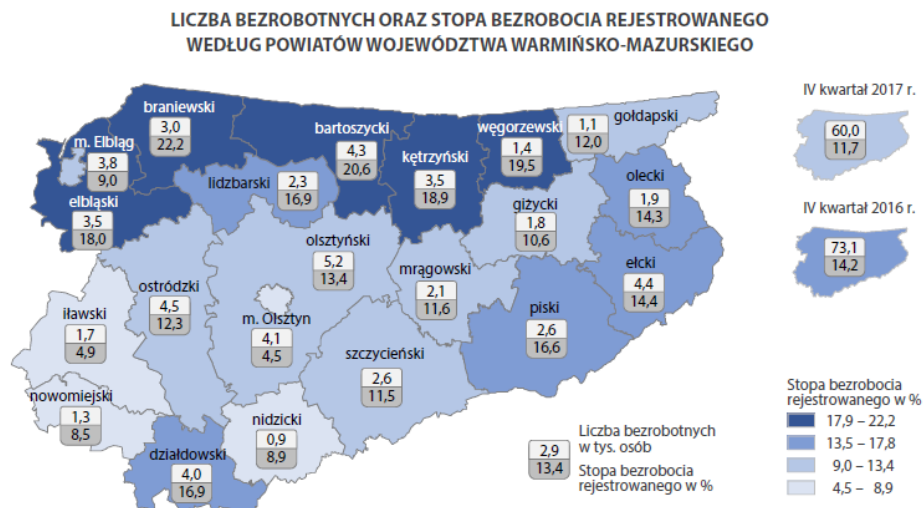 LICZBA BEZROBOTNYCH ORAZ STOPA BEZROBOCIA REJESTROWANEGO
WEDŁUG POWIATÓW WOJEWÓDZTWA WARMIŃSKO-MAZURSKIEGO
braniewski
3,0
22,2
m. Elbląg
3,8
9,0
elbląski
3,5
18,0
lidzbarski
2,3
16,9
bartoszycki
4,3
20,6
kętrzyński
3,5
18,9
węgorzewski
1,4
19,5
gołdapski
1,1
12,0
olecki
1,9
14,3
giżycki
1,8
10,6
ełcki
4,4
14,4
olsztyński
5,2
13,4
mrągowski
2,1
11,6
piski
2,6
16,6
ostródzki
4,5
12,3
m. Olsztyn
4,1
4,5
szczycieński
2,6
11,5
iławski
1,7
4,9
nowomiejski
1,3
8,5
nidzicki
0,9
8,9
działdowski
4,0
16,9
IV kwartał 2017 r.
60,0
11,7
IV kwartał 2016 r.
73,1
14,2
2,9
13,4
Liczba bezrobotnych
w tys. osób
Stopa bezrobocia
rejestrowanego w %
Stopa bezrobocia
rejestrowanego w %
17,9 – 22,2
13,5 – 17,8
9,0 – 13,4
4,5 – 8,9